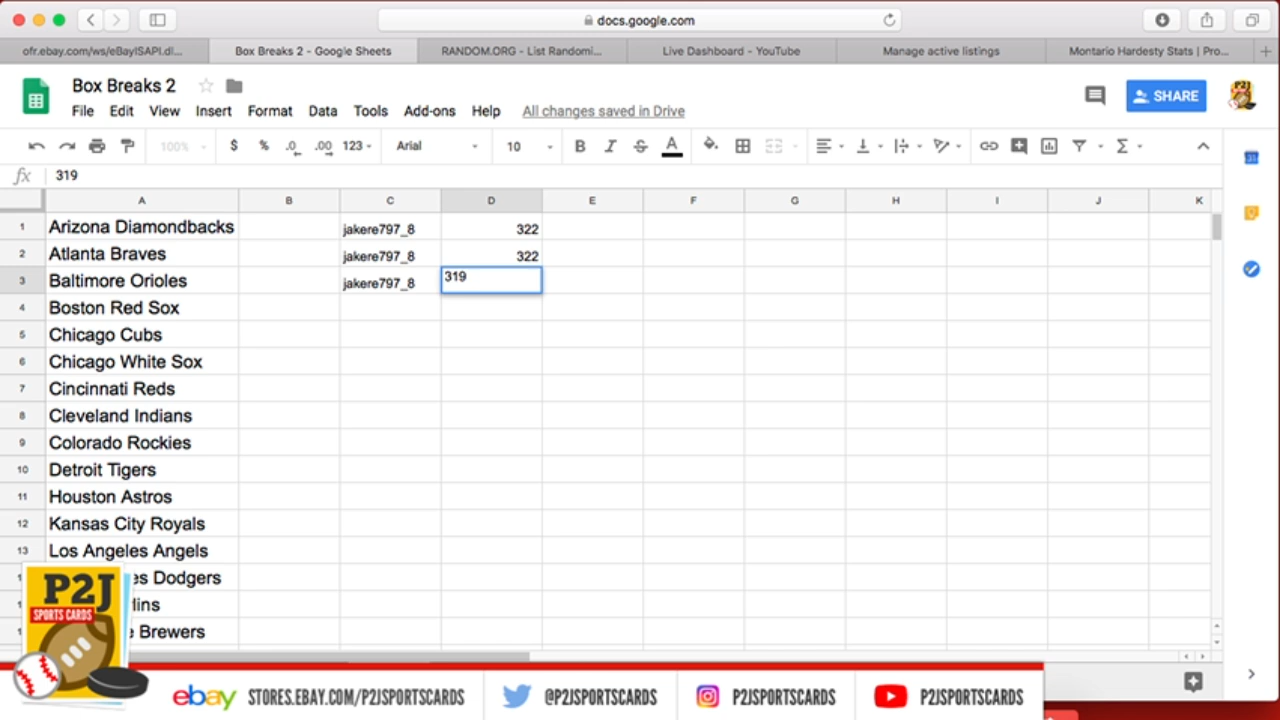 docs.google.com
ofr.ebay.com/ws/eBayISAPI.dl...
Box Breaks 2 - Google Sheets
RANDOM.ORG - List Randomi...
Live Dashboard - YouTube
Manage active listings
Montario Hardesty Stats | Pro...
Box Breaks 2
File Edit View Insert Format Data Tools Add-ons Help All changes saved in Drive
SHARE
100% $ % .0 .00 123 Arial 10 B I S A
fx 319
A B C D E F G H I J K
1 Arizona Diamondbacks jakere797_8 322
2 Atlanta Braves jakere797_8 322
3 Baltimore Orioles jakere797_8 319
4 Boston Red Sox
5 Chicago Cubs
6 Chicago White Sox
7 Cincinnati Reds
8 Cleveland Indians
9 Colorado Rockies
10 Detroit Tigers
11 Houston Astros
12 Kansas City Royals
13 Los Angeles Angels
es Dodgers
lins
Brewers
P2J
SPORTS CARDS
ebay STORES.EBAY.COM/P2JSPORTSCARDS @P2JSPORTSCARDS P2JSPORTSCARDS P2JSPORTSCARDS